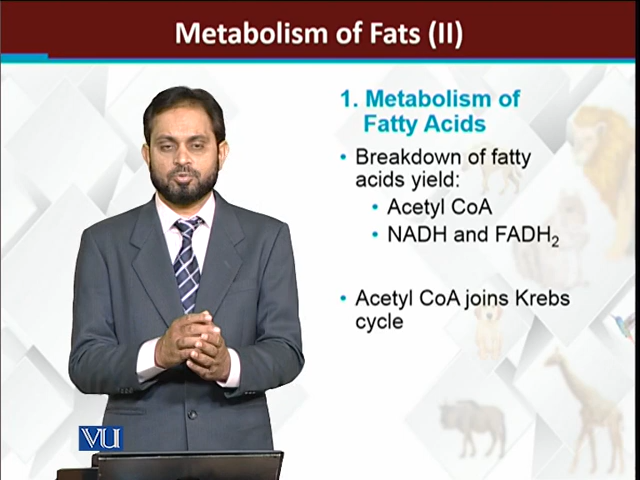 Metabolism of Fats (II)
1. Metabolism of
Fatty Acids
• Breakdown of fatty
acids yield:
• Acetyl CoA
• NADH and FADH₂
• Acetyl CoA joins Krebs
cycle
VU